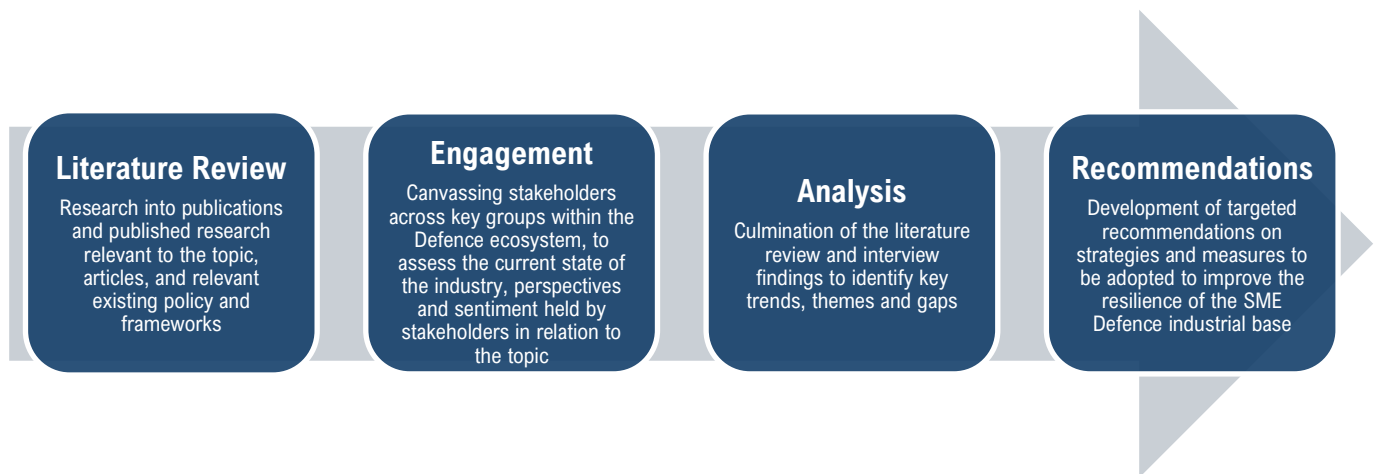 Literature Review
Research into publications
and published research
relevant to the topic,
articles, and relevant
existing policy and
frameworks
Engagement
Canvassing stakeholders
across key groups within the
Defence ecosystem, to
assess the current state of
the industry, perspectives
and sentiment held by
stakeholders in relation to
the topic
Analysis
Culmination of the literature
review and interview
findings to identify key
trends, themes and gaps
Recommendations
Development of targeted
recommendations on
strategies and measures to
be adopted to improve the
resilience of the SME
Defence industrial base